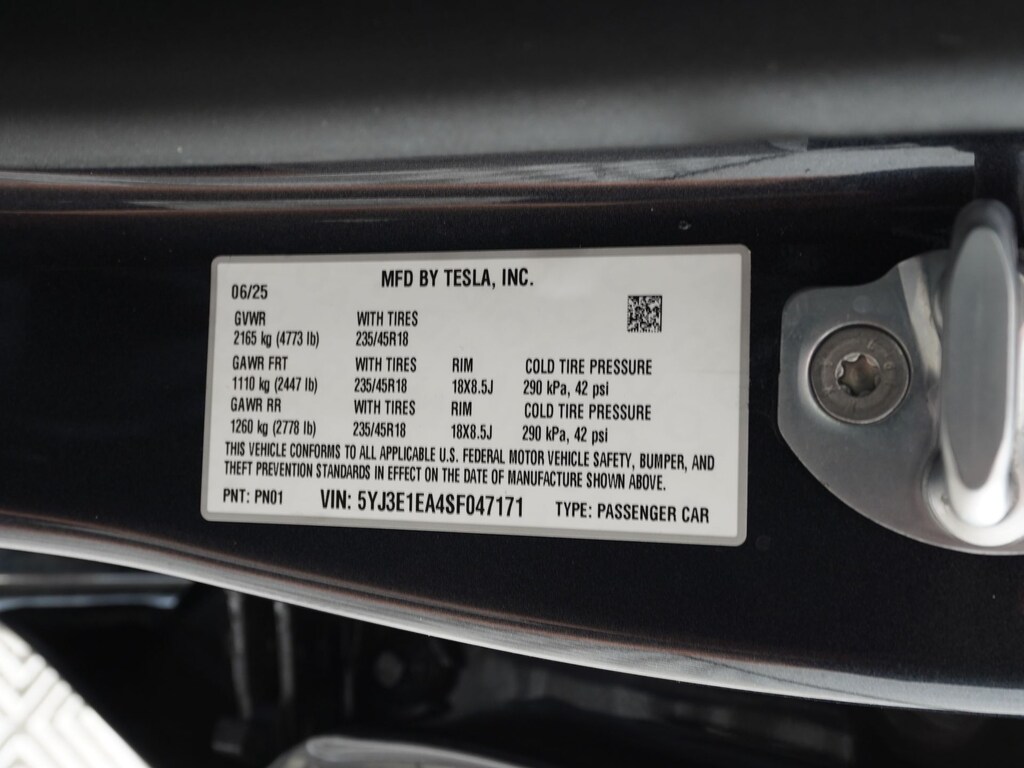 MFD BY TESLA, INC.
06/25
GVWR WITH TIRES
2165 kg (4773 lb) 235/45R18
GAWR FRT WITH TIRES RIM COLD TIRE PRESSURE
1110 kg (2447 lb) 235/45R18 18X8.5J 290 kPa, 42 psi
GAWR RR WITH TIRES RIM COLD TIRE PRESSURE
1260 kg (2778 lb) 235/45R18 18X8.5J 290 kPa, 42 psi
THIS VEHICLE CONFORMS TO ALL APPLICABLE U.S. FEDERAL MOTOR VEHICLE SAFETY, BUMPER, AND
THEFT PREVENTION STANDARDS IN EFFECT ON THE DATE OF MANUFACTURE SHOWN ABOVE.
PNT: PN01 VIN: 5YJ3E1EA4SF047171 TYPE: PASSENGER CAR